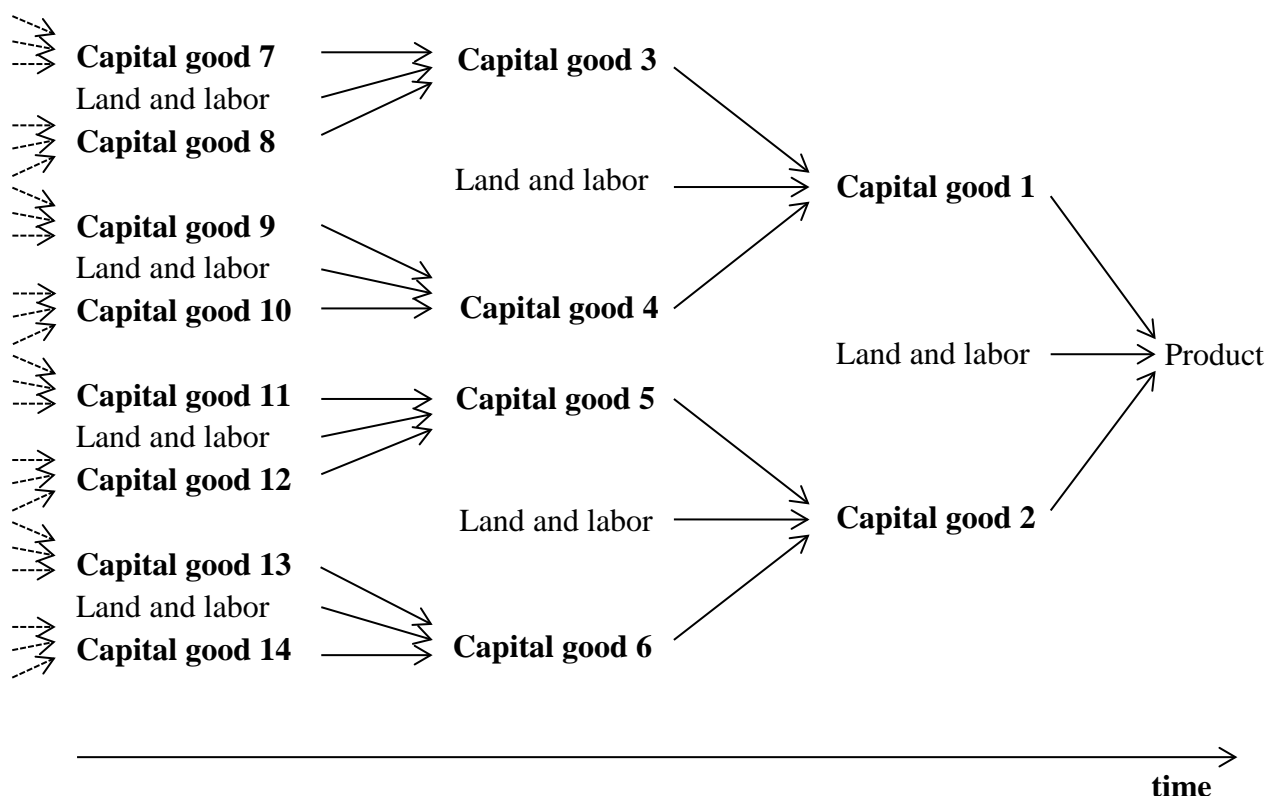 Capital good 7
Capital good 3
Land and labor
Capital good 8
Land and labor
Capital good 1
Capital good 9
Land and labor
Capital good 10
Capital good 4
Land and labor
Product
Capital good 11
Capital good 5
Land and labor
Capital good 12
Land and labor
Capital good 2
Capital good 13
Land and labor
Capital good 14
Capital good 6
time